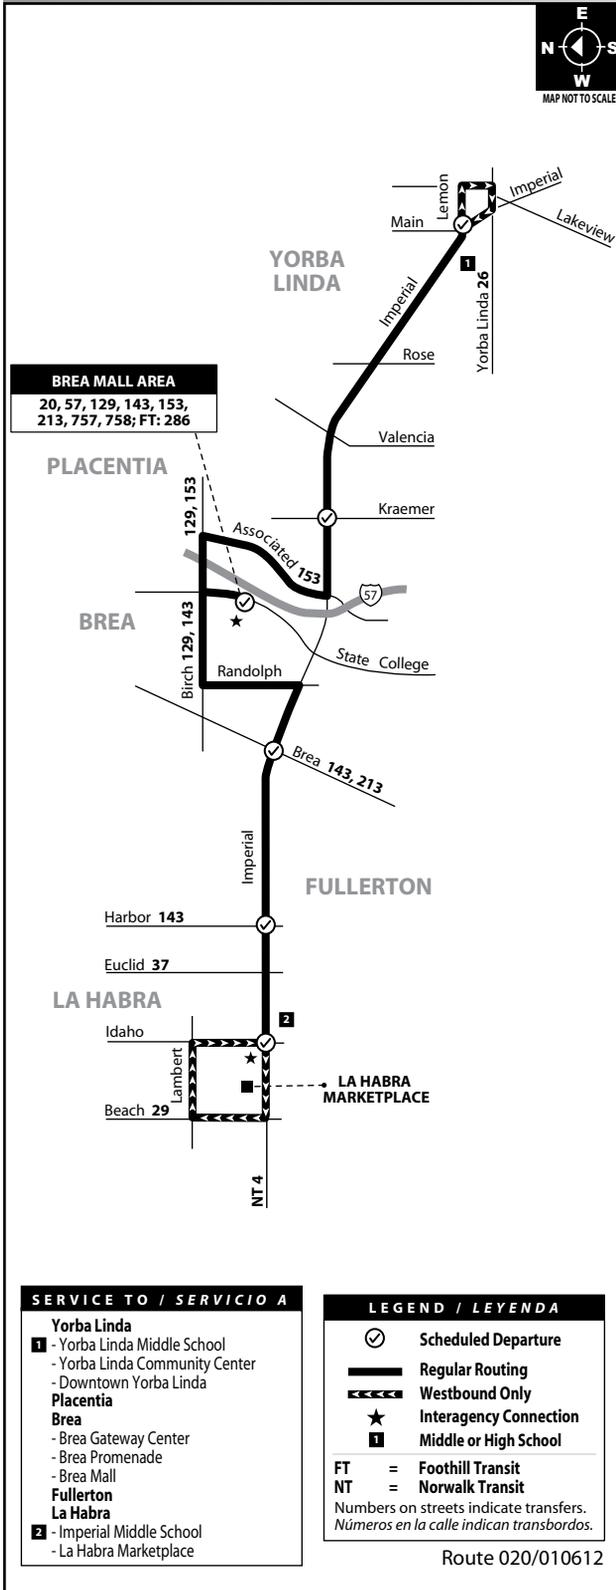 E
N S
W
MAP NOT TO SCALE
Lemon
Imperial
Lakeview
Main
YORBA
LINDA
1
Imperial
Yorba Linda 26
Rose
BREA MALL AREA
20, 57, 129, 143, 153,
213, 757, 758; FT: 286
Valencia
PLACENTIA
129, 153
Kraemer
Associated 153
57
BREA
Birch 129, 143
State College
Randolph
Brea 143, 213
Imperial
FULLERTON
Harbor 143
Euclid 37
LA HABRA
2
Idaho
Lambert
LA HABRA
MARKETPLACE
Beach 29
NT 4
SERVICE TO / SERVICIO A
Yorba Linda
1 - Yorba Linda Middle School
- Yorba Linda Community Center
- Downtown Yorba Linda
Placentia
Brea
- Brea Gateway Center
- Brea Promenade
- Brea Mall
Fullerton
La Habra
2 - Imperial Middle School
- La Habra Marketplace
LEGEND / LEYENDA
Scheduled Departure
Regular Routing
Westbound Only
Interagency Connection
1 Middle or High School
FT = Foothill Transit
NT = Norwalk Transit
Numbers on streets indicate transfers.
Números en la calle indican transbordos.
Route 020/010612